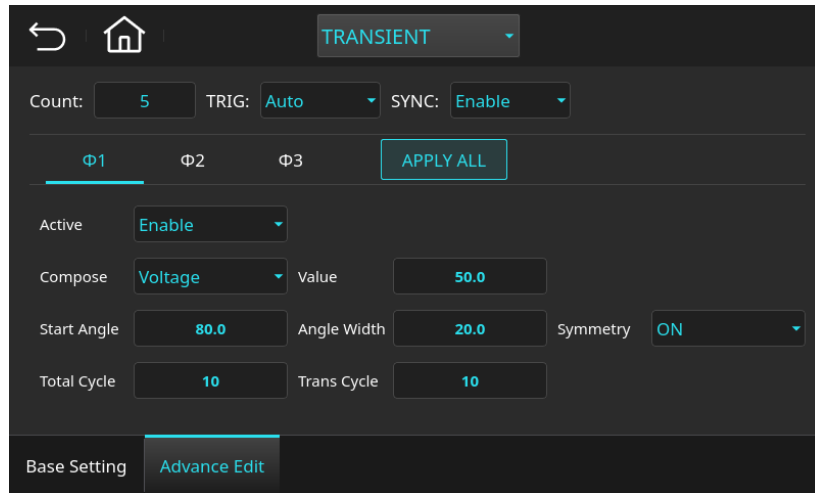 TRANSIENT
Count: 5 TRIG: Auto SYNC: Enable
Φ1 Φ2 Φ3 APPLY ALL
Active Enable
Compose Voltage Value 50.0
Start Angle 80.0 Angle Width 20.0 Symmetry ON
Total Cycle 10 Trans Cycle 10
Base Setting Advance Edit